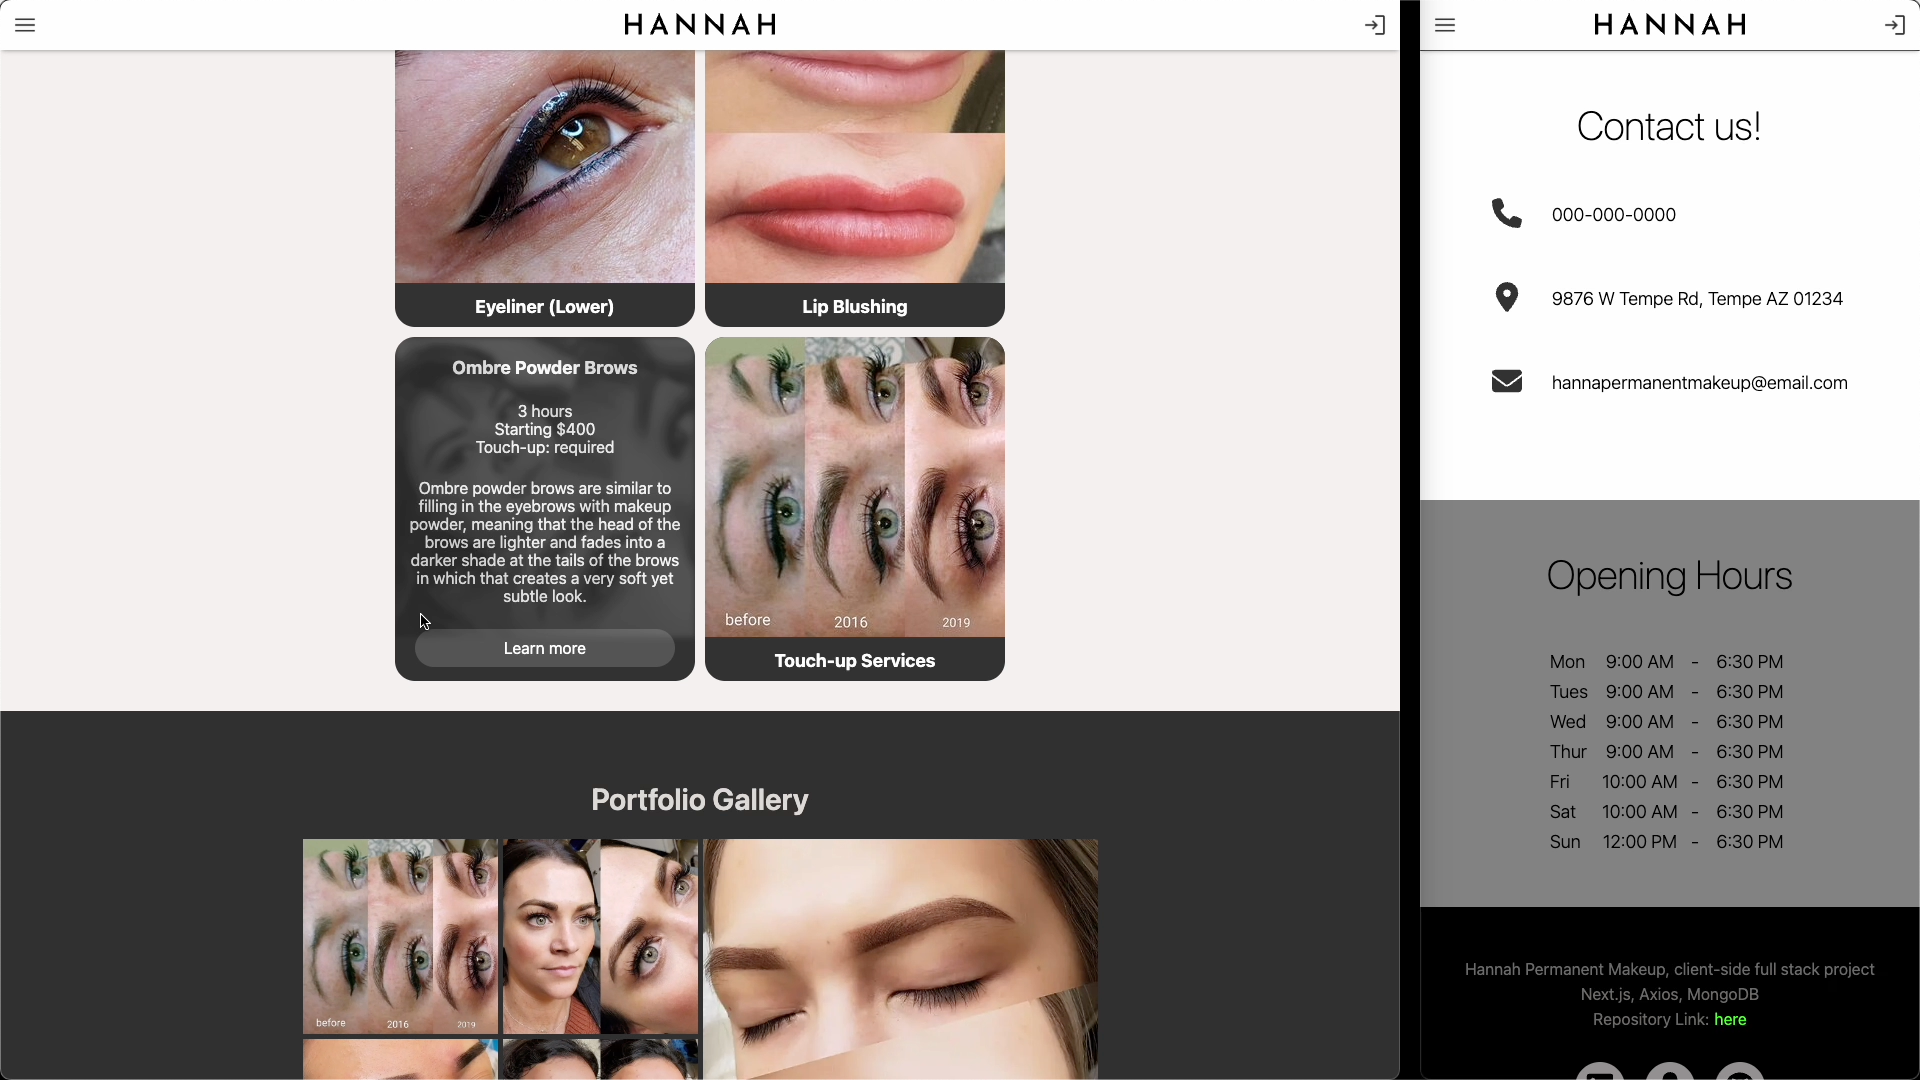 HANNAH
Eyeliner (Lower)
Lip Blushing
Ombre Powder Brows
3 hours
Starting $400
Touch-up: required
Ombre powder brows are similar to
filling in the eyebrows with makeup
powder, meaning that the head of the
brows are lighter and fades into a
darker shade at the tails of the brows
in which that creates a very soft yet
subtle look.
Learn more
before 2016 2019
Touch-up Services
Portfolio Gallery
before 2016 2019
HANNAH
Contact us!
000-000-0000
9876 W Tempe Rd, Tempe AZ 01234
hannapermanentmakeup@email.com
Opening Hours
Mon 9:00 AM - 6:30 PM
Tues 9:00 AM - 6:30 PM
Wed 9:00 AM - 6:30 PM
Thur 9:00 AM - 6:30 PM
Fri 10:00 AM - 6:30 PM
Sat 10:00 AM - 6:30 PM
Sun 12:00 PM - 6:30 PM
Hannah Permanent Makeup, client-side full stack project
Next.js, Axios, MongoDB
Repository Link: here